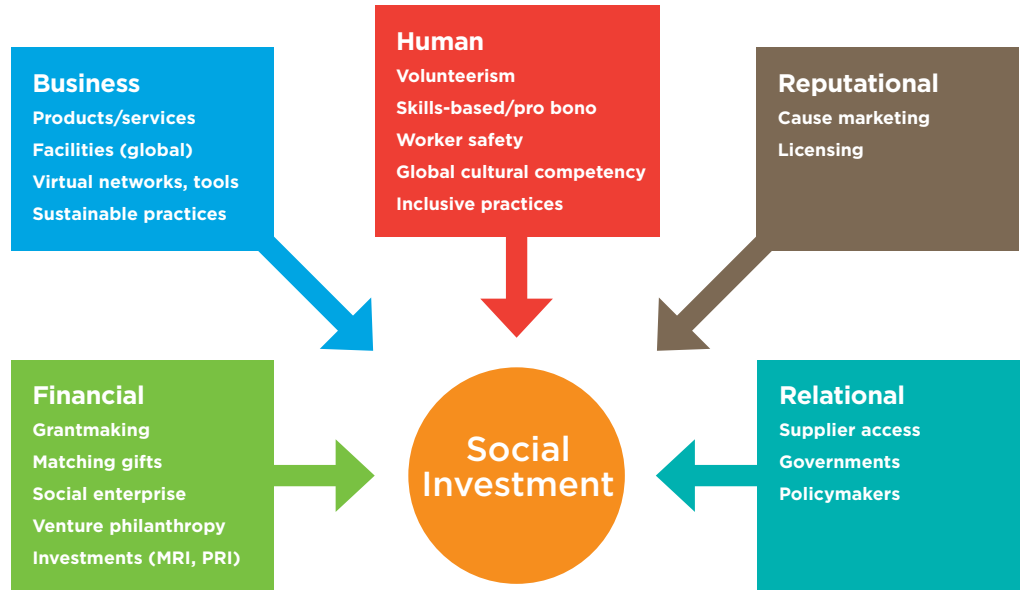 Business
Products/services
Facilities (global)
Virtual networks, tools
Sustainable practices
Human
Volunteerism
Skills-based/pro bono
Worker safety
Global cultural competency
Inclusive practices
Reputational
Cause marketing
Licensing
Financial
Grantmaking
Matching gifts
Social enterprise
Venture philanthropy
Investments (MRI, PRI)
Social
Investment
Relational
Supplier access
Governments
Policymakers